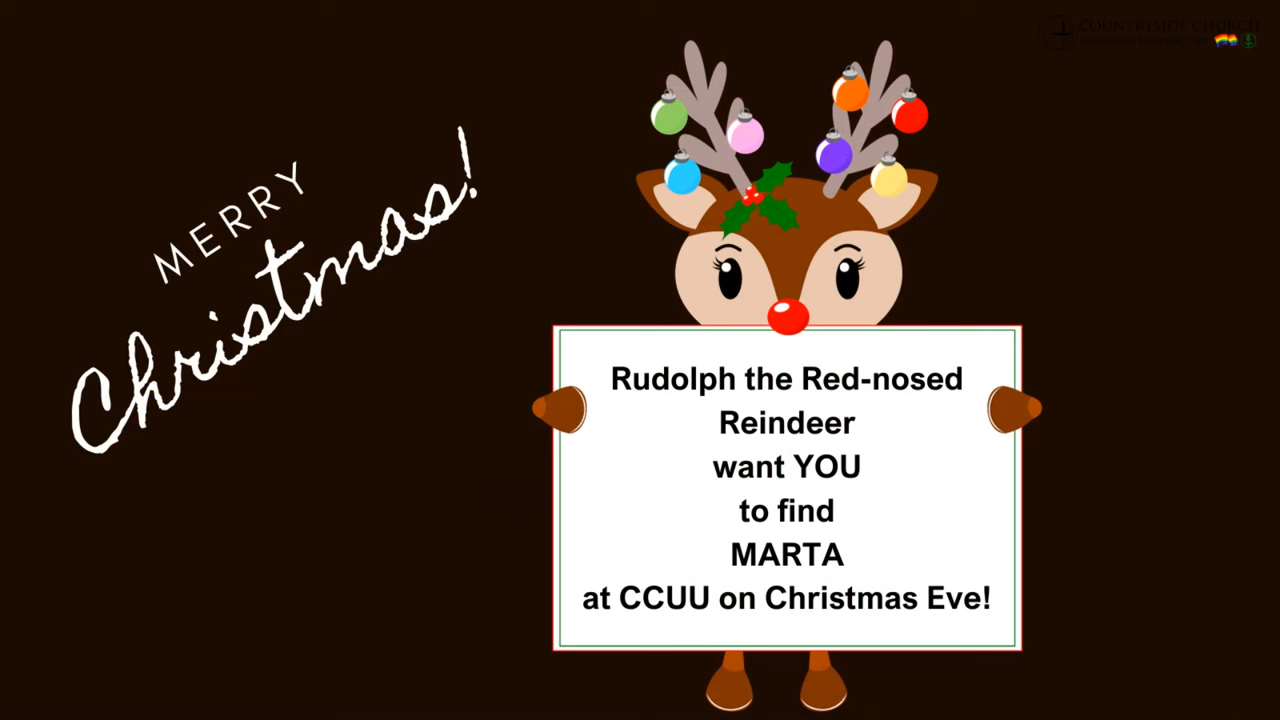 COUNTRYSIDE CHURCH
MERRY
Christmas!
Rudolph the Red-nosed
Reindeer
want YOU
to find
MARTA
at CCUU on Christmas Eve!